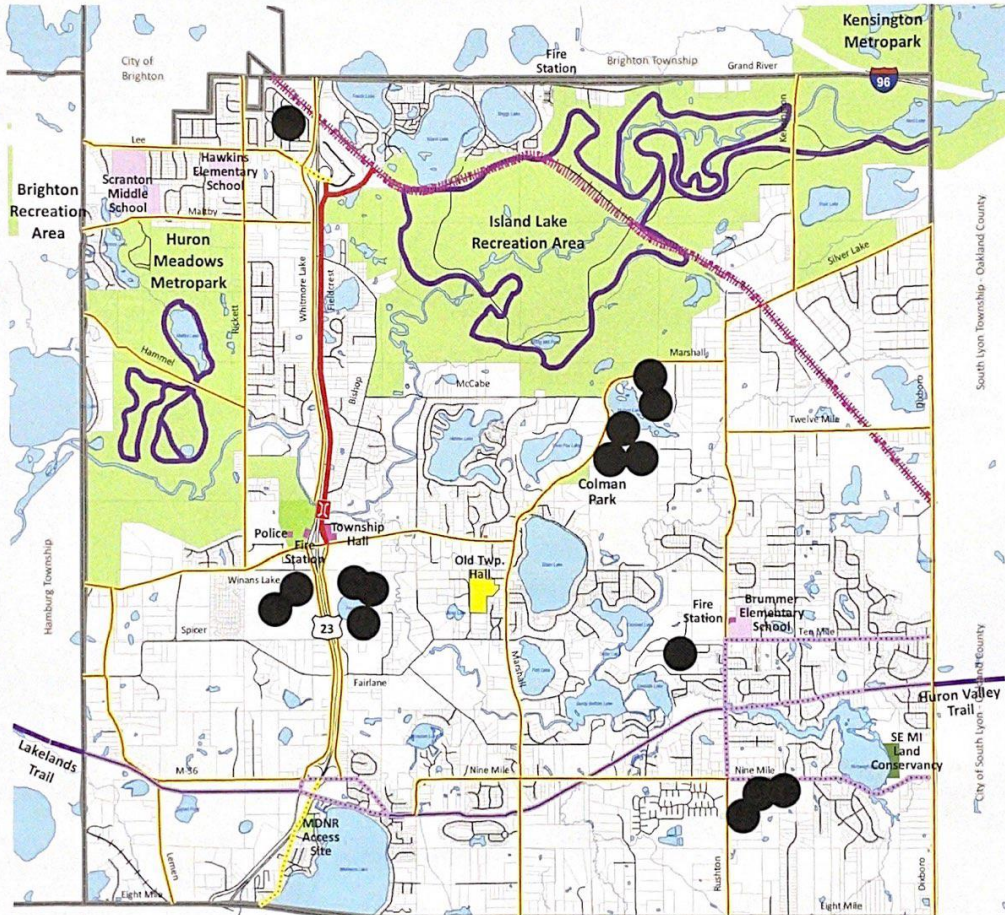 Kensington
Metropark
City of
Brighton
Fire
Station
Brighton Township
Grand River
96
Lee
Hawkins
Elementary
School
Scranton
Middle
School
Maltby
Brighton
Recreation
Area
Huron
Meadows
Metropark
Island Lake
Recreation Area
Kensington
Silver Lake
South Lyon Township - Oakland County
Whitmore Lake
Fieldcrest
Rickett
Hammel
Bishop
McCabe
Marshall
Dixboro
Twelve Mile
Colman
Park
Police
Fire
Station
Township
Hall
Hamburg Township
Winans Lake
Old Twp.
Hall
Spicer
23
Fire
Station
Brummer
Elementary
School
Ten Mile
Marshall
Fairlane
Huron Valley
Trail
City of South Lyon -
Lakelands
Trail
M-36
Nine Mile
Nine Mile
SE MI
Land
Conservancy
MDNR
Access
Site
Lemen
Rushton
Dixboro
Eight Mile
Eight Mile